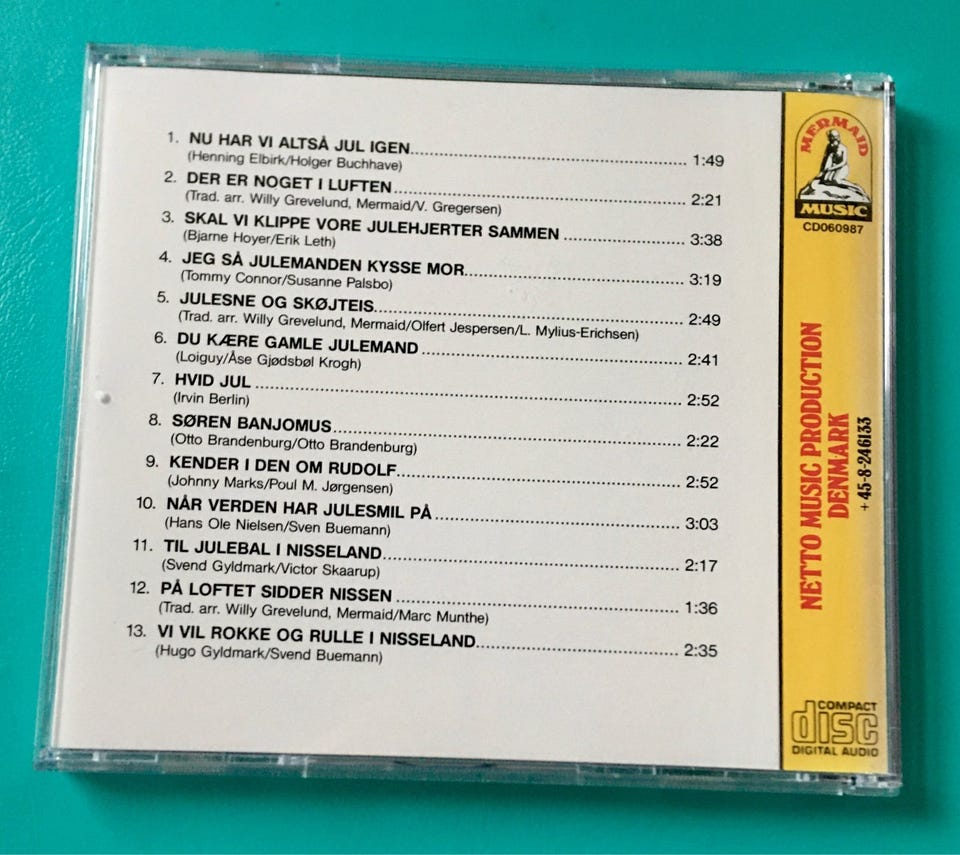 1. NU HAR VI ALTSÅ JUL IGEN........ 1:49
(Henning Elbirk/Holger Buchhave)
2. DER ER NOGET I LUFTEN........ 2:21
(Trad. arr. Willy Grevelund, Mermaid/V. Gregersen)
3. SKAL VI KLIPPE VORE JULEHJERTER SAMMEN ........ 3:38
(Bjarne Hoyer/Erik Leth)
4. JEG SÅ JULEMANDEN KYSSE MOR........ 3:19
(Tommy Connor/Susanne Palsbo)
5. JULESNE OG SKØJTEIS........ 2:49
(Trad. arr. Willy Grevelund, Mermaid/Olfert Jespersen/L. Mylius-Erichsen)
6. DU KÆRE GAMLE JULEMAND ........ 2:41
(Loiguy/Åse Gjødsbøl Krogh)
7. HVID JUL ........ 2:52
(Irvin Berlin)
8. SØREN BANJOMUS........ 2:22
(Otto Brandenburg/Otto Brandenburg)
9. KENDER I DEN OM RUDOLF........ 2:52
(Johnny Marks/Poul M. Jørgensen)
10. NÅR VERDEN HAR JULESMIL PÅ........ 3:03
(Hans Ole Nielsen/Sven Buemann)
11. TIL JULEBAL I NISSELAND........ 2:17
(Svend Gyldmark/Victor Skaarup)
12. PÅ LOFTET SIDDER NISSEN ........ 1:36
(Trad. arr. Willy Grevelund, Mermaid/Marc Munthe)
13. VI VIL ROKKE OG RULLE I NISSELAND........ 2:35
(Hugo Gyldmark/Svend Buemann)
MERMAID
MUSIC
CD060987
NETTO MUSIC PRODUCTION
DENMARK
+ 45-8-246133
COMPACT
disc
DIGITAL AUDIO